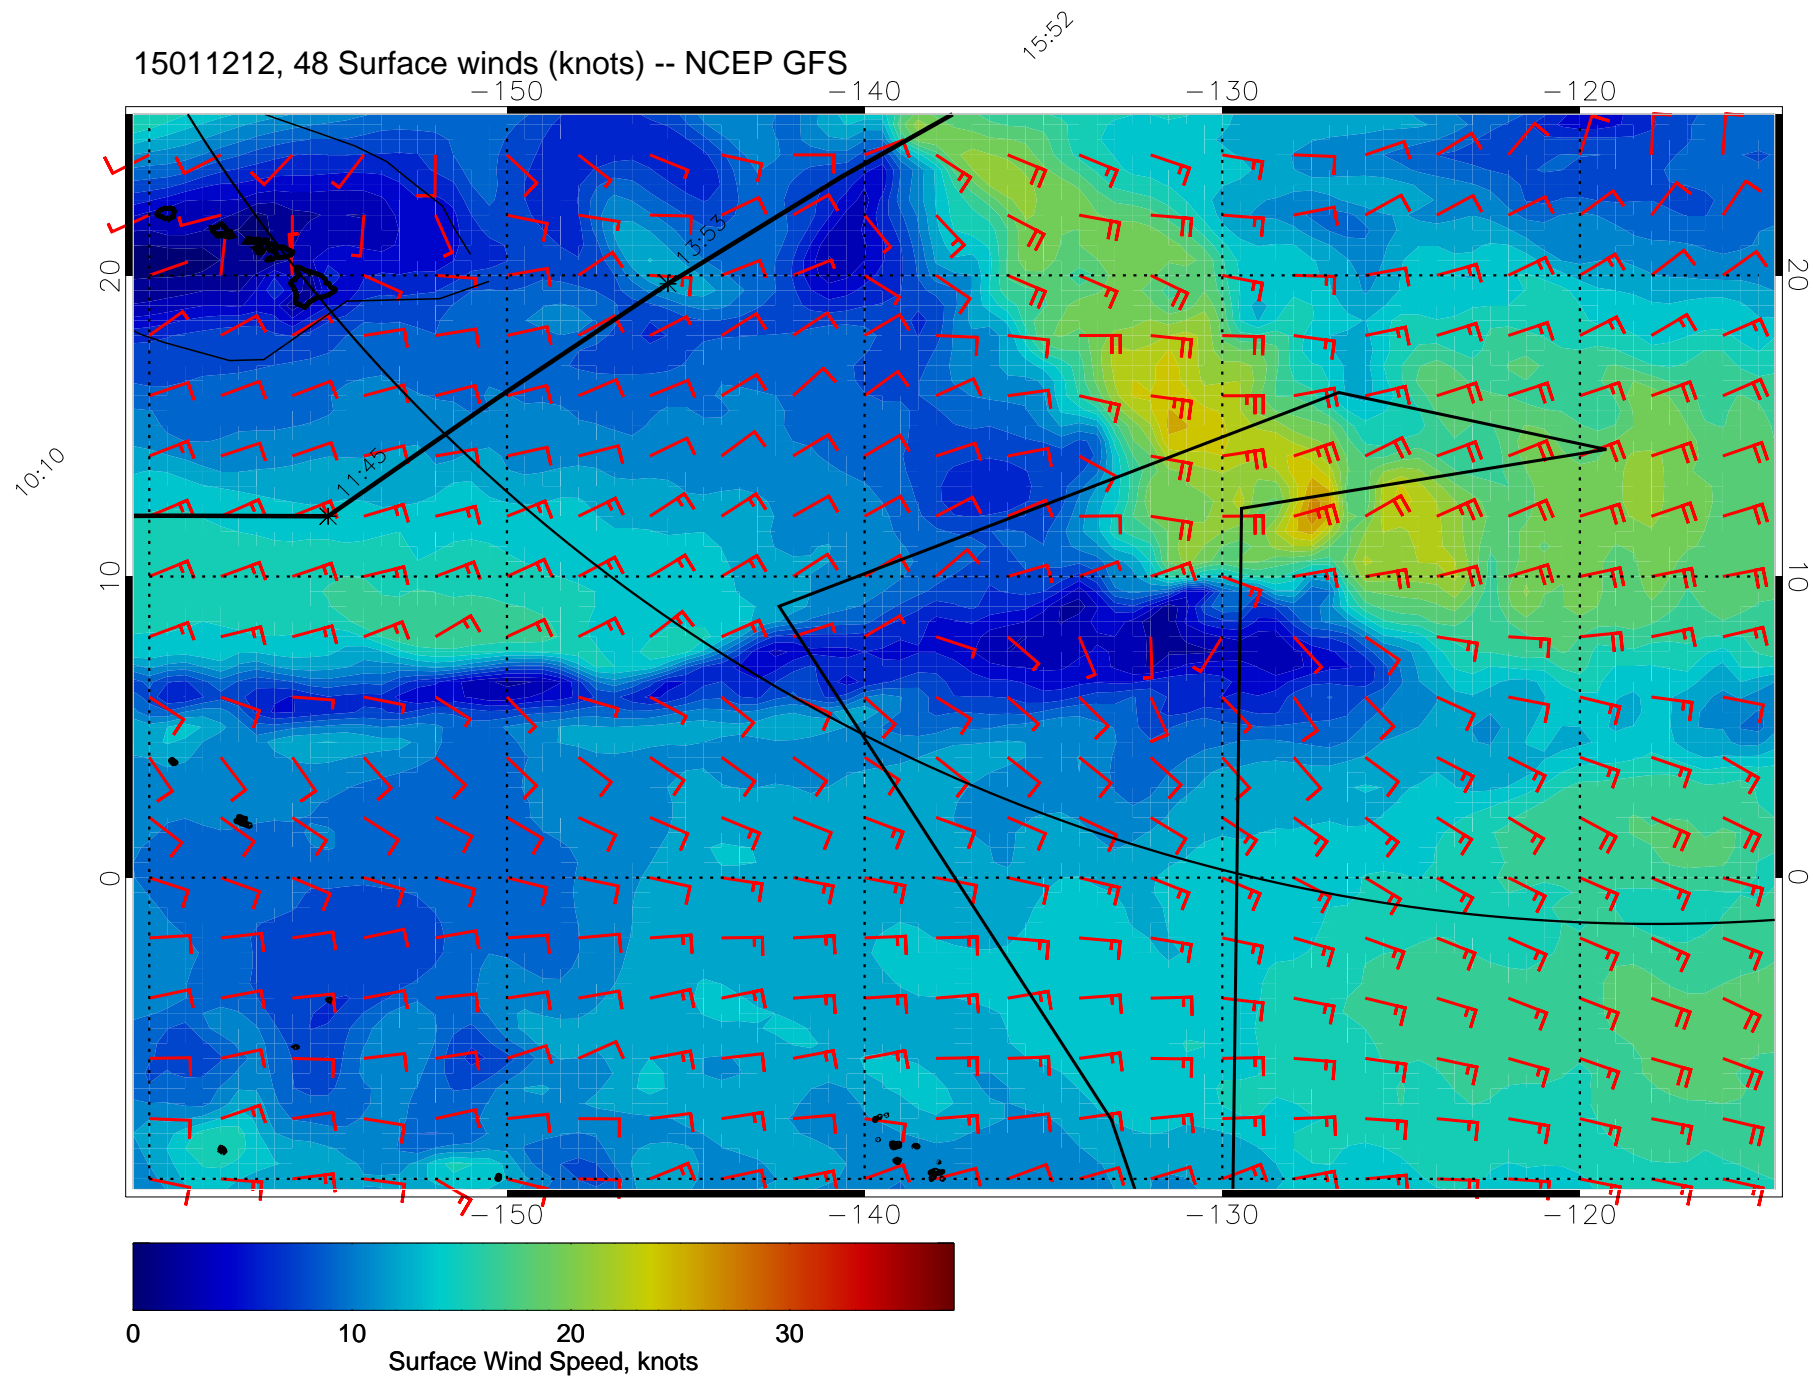 15:52
15011212, 48 Surface winds (knots) -- NCEP GFS
-150 -140 -130 -120
13:53
20 20
10:10
11:45
10 10
0 0
-150 -140 -130 -120
0 10 20 30
Surface Wind Speed, knots